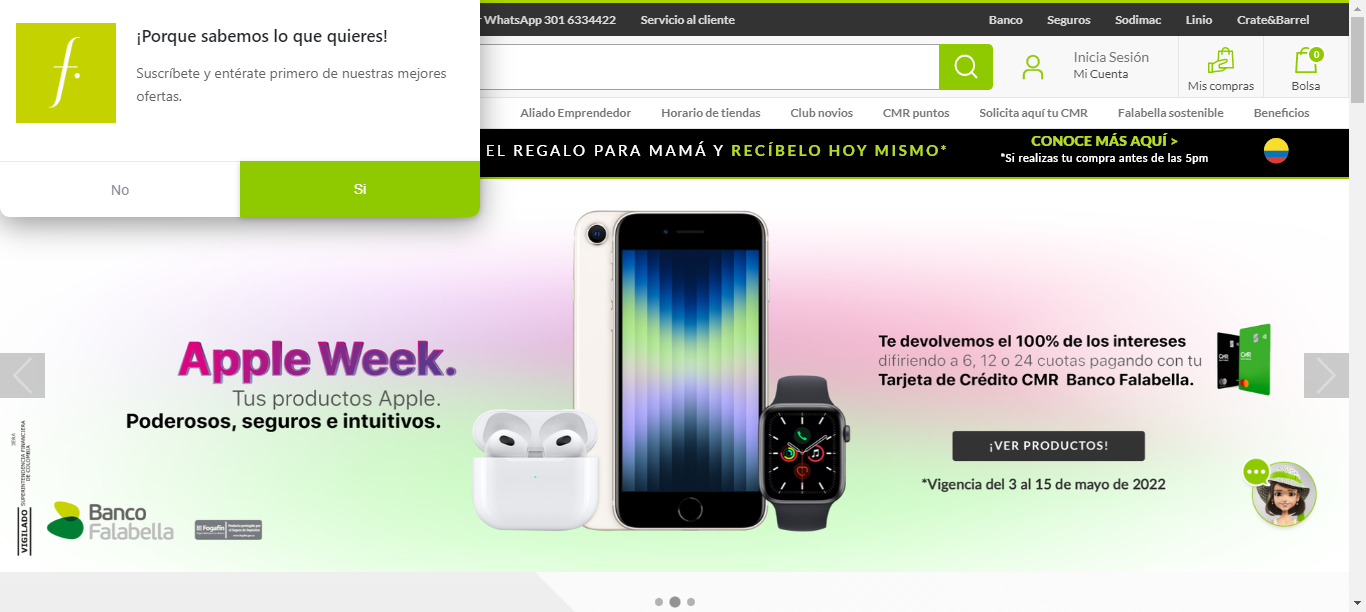 ¡Porque sabemos lo que quieres!
Suscríbete y entérate primero de nuestras mejores
ofertas.
No
Si
WhatsApp 301 6334422
Servicio al cliente
Banco
Seguros
Sodimac
Linio
Crate&Barrel
Inicia Sesión
Mi Cuenta
Mis compras
0
Bolsa
Aliado Emprendedor
Horario de tiendas
Club novios
CMR puntos
Solicita aquí tu CMR
Falabella sostenible
Beneficios
EL REGALO PARA MAMÁ Y RECÍBELO HOY MISMO*
CONOCE MÁS AQUÍ >
*Si realizas tu compra antes de las 5pm
Apple Week.
Tus productos Apple.
Poderosos, seguros e intuitivos.
Te devolvemos el 100% de los intereses
difiriendo a 6, 12 o 24 cuotas pagando con tu
Tarjeta de Crédito CMR Banco Falabella.
¡VER PRODUCTOS!
*Vigencia del 3 al 15 de mayo de 2022
VIGILADO
SUPERINTENDENCIA FINANCIERA
DE COLOMBIA
Banco
Falabella
Fogafín